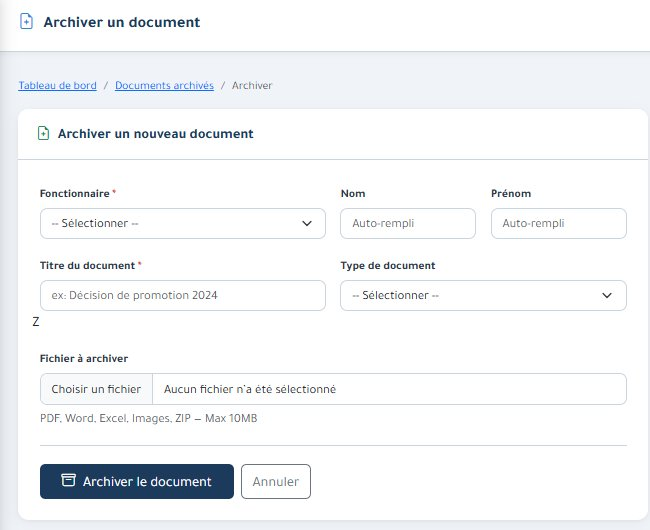 Archiver un document
Tableau de bord / Documents archivés / Archiver
Archiver un nouveau document
Fonctionnaire * Nom Prénom
-- Sélectionner -- Auto-rempli Auto-rempli
Titre du document * Type de document
ex: Décision de promotion 2024 -- Sélectionner --
Z
Fichier à archiver
Choisir un fichier Aucun fichier n'a été sélectionné
PDF, Word, Excel, Images, ZIP — Max 10MB
Archiver le document Annuler